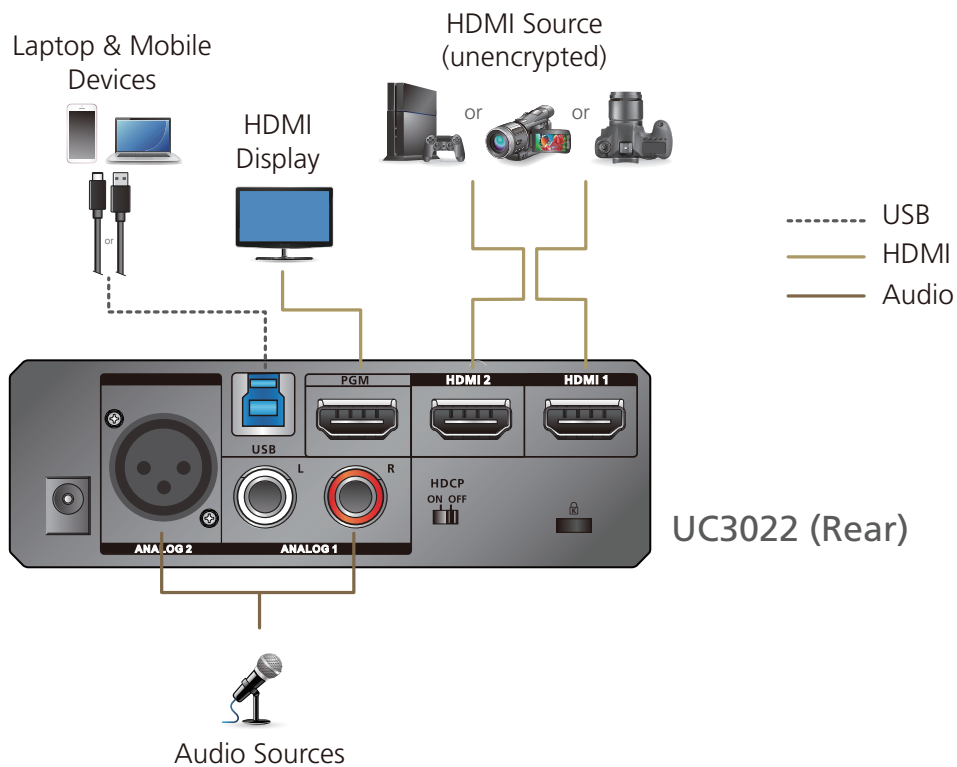 Laptop & Mobile
Devices
or
HDMI
Display
HDMI Source
(unencrypted)
or
or
USB
HDMI
Audio
PGM
HDMI 2
HDMI 1
USB
L
R
HDCP
ON OFF
K
ANALOG 2
ANALOG 1
UC3022 (Rear)
Audio Sources